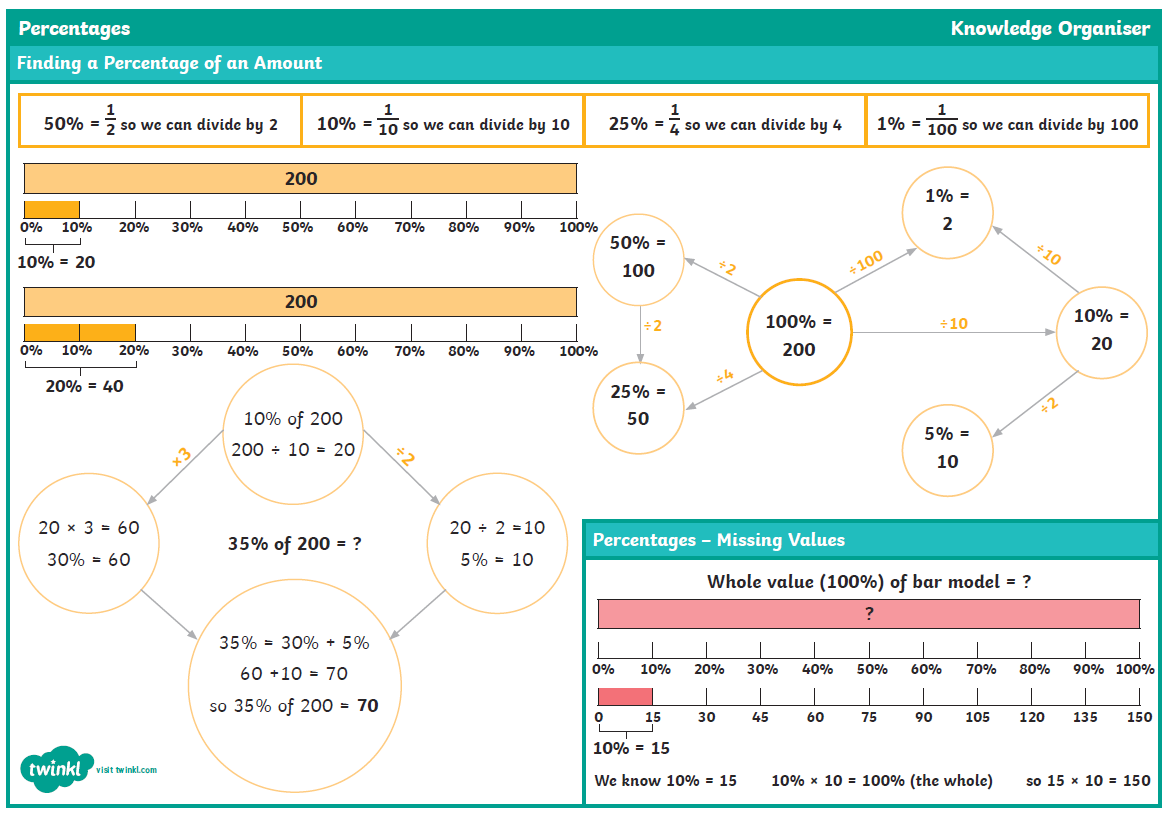 Percentages
Knowledge Organiser
Finding a Percentage of an Amount
50% = 1/2 so we can divide by 2
10% = 1/10 so we can divide by 10
25% = 1/4 so we can divide by 4
1% = 1/100 so we can divide by 100
200
0% 10% 20% 30% 40% 50% 60% 70% 80% 90% 100%
10% = 20
200
0% 10% 20% 30% 40% 50% 60% 70% 80% 90% 100%
20% = 40
10% of 200
200 ÷ 10 = 20
×3
÷2
20 × 3 = 60
30% = 60
35% of 200 = ?
20 ÷ 2 =10
5% = 10
35% = 30% + 5%
60 +10 = 70
so 35% of 200 = 70
50% =
100
÷2
÷2
25% =
50
÷4
100% =
200
÷100
1% =
2
÷10
÷10
10% =
20
÷2
5% =
10
Percentages – Missing Values
Whole value (100%) of bar model = ?
?
0% 10% 20% 30% 40% 50% 60% 70% 80% 90% 100%
0 15 30 45 60 75 90 105 120 135 150
10% = 15
We know 10% = 15
10% × 10 = 100% (the whole)
so 15 × 10 = 150
twinkl
visit twinkl.com